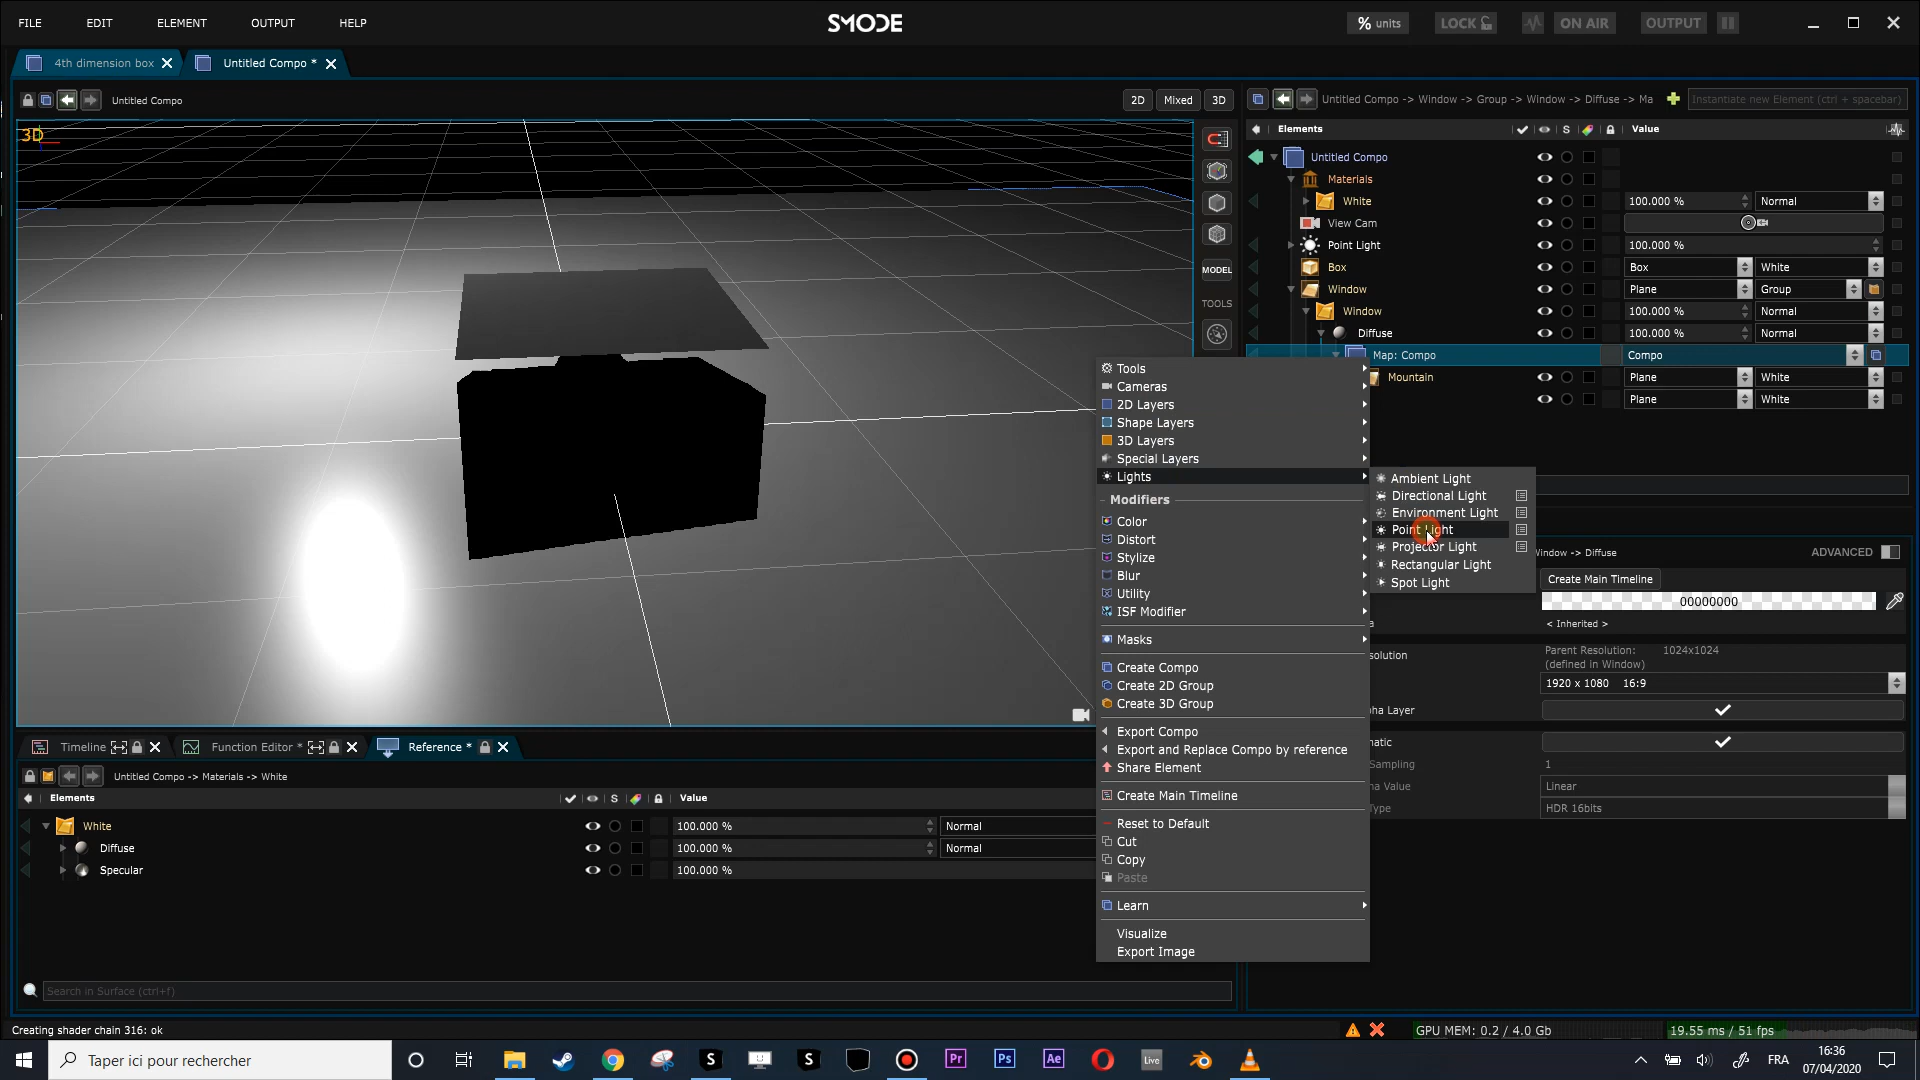 FILE EDIT ELEMENT OUTPUT HELP SMODE % units LOCK ON AIR OUTPUT
4th dimension box Untitled Compo *
Untitled Compo 2D Mixed 3D Untitled Compo -> Window -> Group -> Window -> Diffuse -> Ma Instantiate new Element (ctrl + spacebar)
3D
Elements S Value
Untitled Compo
Materials
White 100.000 % Normal
View Cam
Point Light 100.000 %
Box Box White
Window Plane Group
Window 100.000 % Normal
Diffuse 100.000 % Normal
Map: Compo Compo
Mountain Plane White
Plane White
MODEL
TOOLS
Tools
Cameras
2D Layers
Shape Layers
3D Layers
Special Layers
Lights
Modifiers
Color
Distort
Stylize
Blur
Utility
ISF Modifier
Masks
Create Compo
Create 2D Group
Create 3D Group
Export Compo
Export and Replace Compo by reference
Share Element
Create Main Timeline
Reset to Default
Cut
Copy
Paste
Learn
Visualize
Export Image
Ambient Light
Directional Light
Environment Light
Point Light
Projector Light
Rectangular Light
Spot Light
Window -> Diffuse ADVANCED
Create Main Timeline
00000000
< Inherited >
Parent Resolution: 1024x1024
(defined in Window)
1920 x 1080 16:9
Sampling 1
Linear
HDR 16bits
Timeline Function Editor * Reference *
Untitled Compo -> Materials -> White
Elements S Value
White 100.000 % Normal
Diffuse 100.000 % Normal
Specular 100.000 %
Search in Surface (ctrl+f)
Creating shader chain 316: ok GPU MEM: 0.2 / 4.0 Gb 19.55 ms / 51 fps
Taper ici pour rechercher S S Pr Ps Ae Live FRA 16:36
07/04/2020